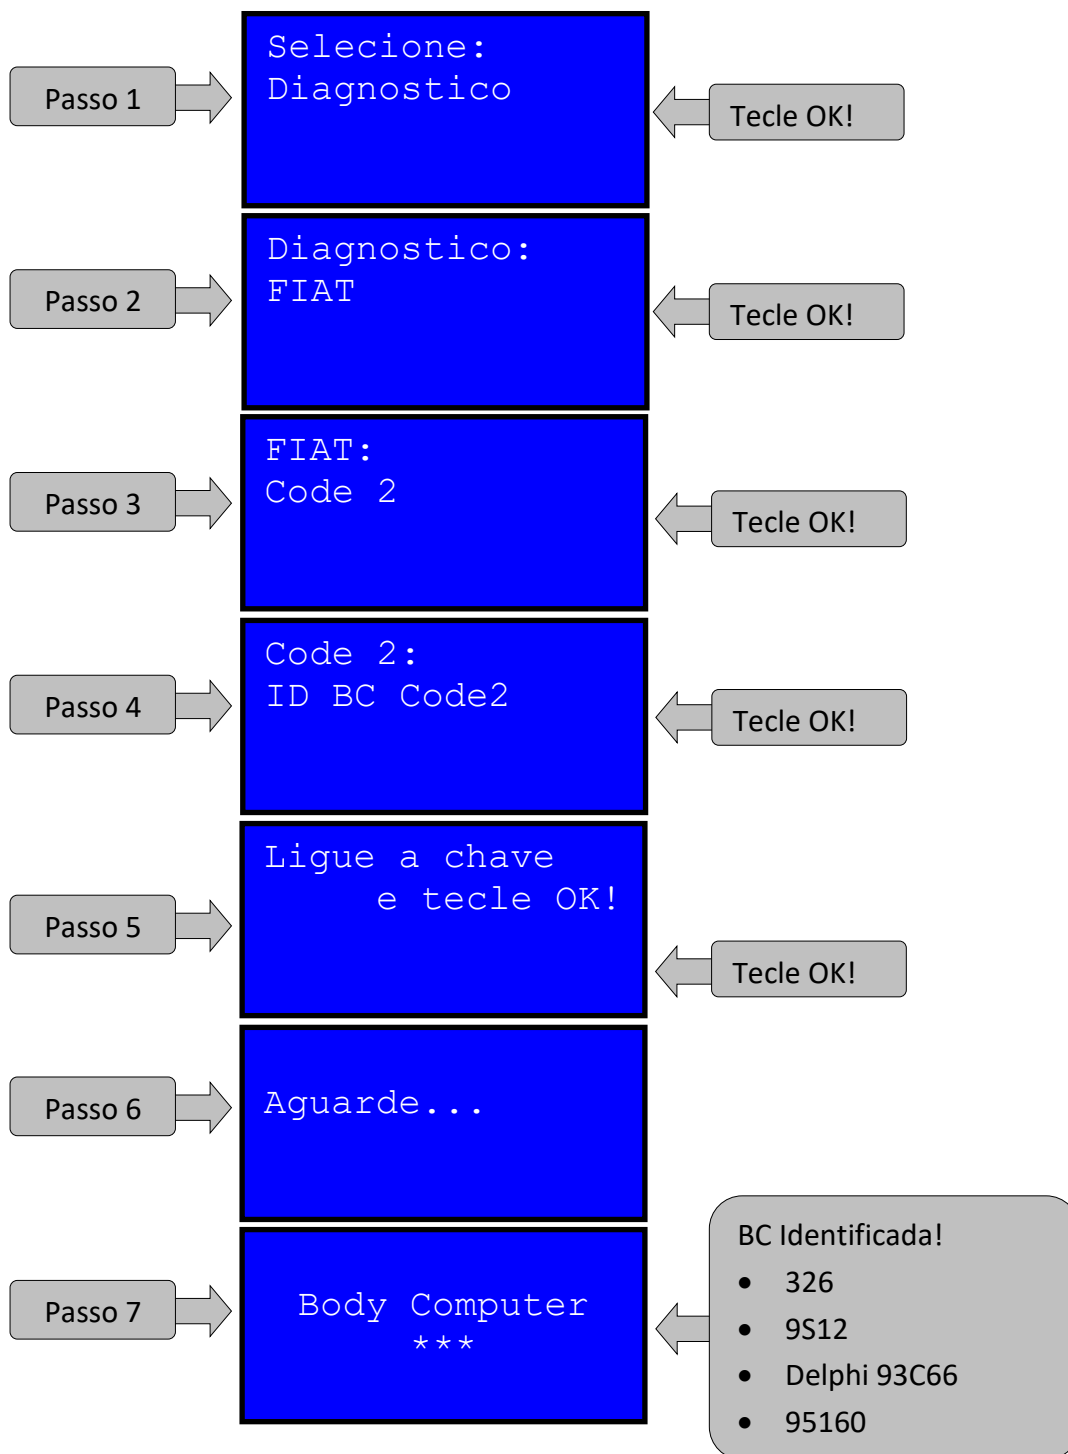 Passo 1
Selecione:
Diagnostico
Tecle OK!
Passo 2
Diagnostico:
FIAT
Tecle OK!
Passo 3
FIAT:
Code 2
Tecle OK!
Passo 4
Code 2:
ID BC Code2
Tecle OK!
Passo 5
Ligue a chave
e tecle OK!
Tecle OK!
Passo 6
Aguarde...
Passo 7
Body Computer
***
BC Identificada!
• 326
• 9S12
• Delphi 93C66
• 95160